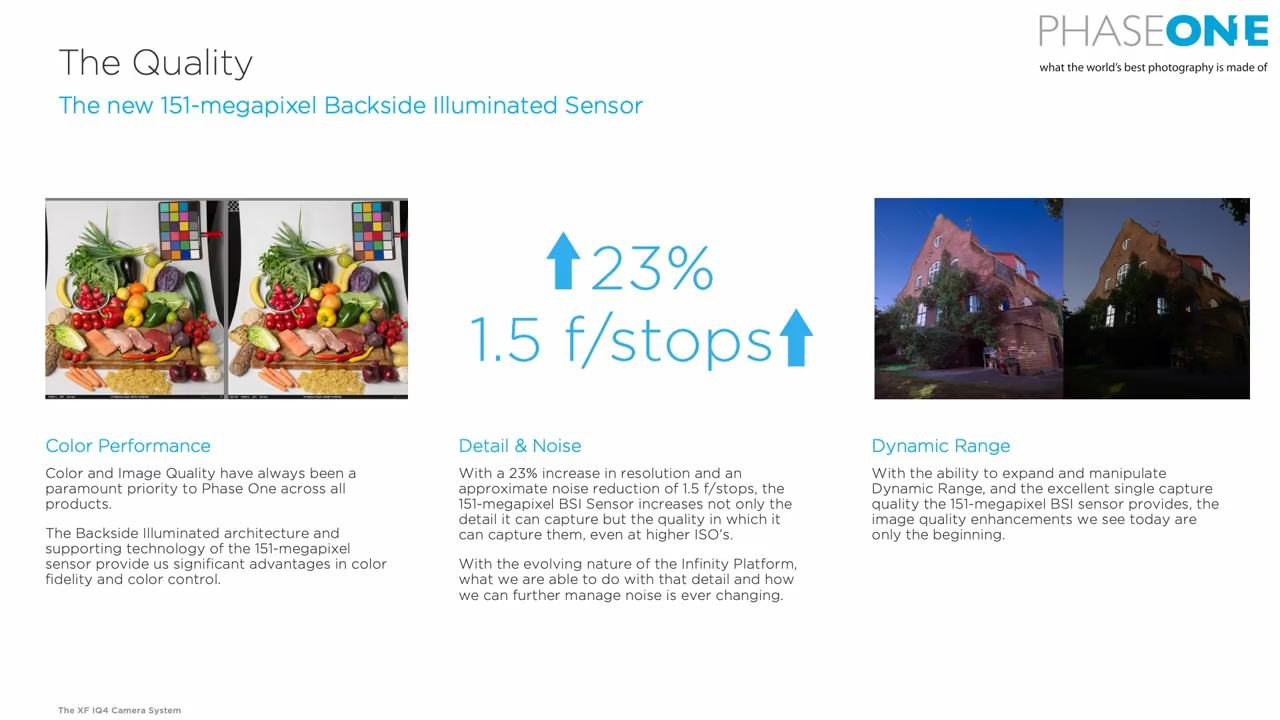 PHASEONE
what the world's best photography is made of
The Quality
The new 151-megapixel Backside Illuminated Sensor
23%
1.5 f/stops
Color Performance
Color and Image Quality have always been a
paramount priority to Phase One across all
products.
The Backside Illuminated architecture and
supporting technology of the 151-megapixel
sensor provide us significant advantages in color
fidelity and color control.
Detail & Noise
With a 23% increase in resolution and an
approximate noise reduction of 1.5 f/stops, the
151-megapixel BSI Sensor increases not only the
detail it can capture but the quality in which it
can capture them, even at higher ISO's.
With the evolving nature of the Infinity Platform,
what we are able to do with that detail and how
we can further manage noise is ever changing.
Dynamic Range
With the ability to expand and manipulate
Dynamic Range, and the excellent single capture
quality the 151-megapixel BSI sensor provides, the
image quality enhancements we see today are
only the beginning.
The XF IQ4 Camera System